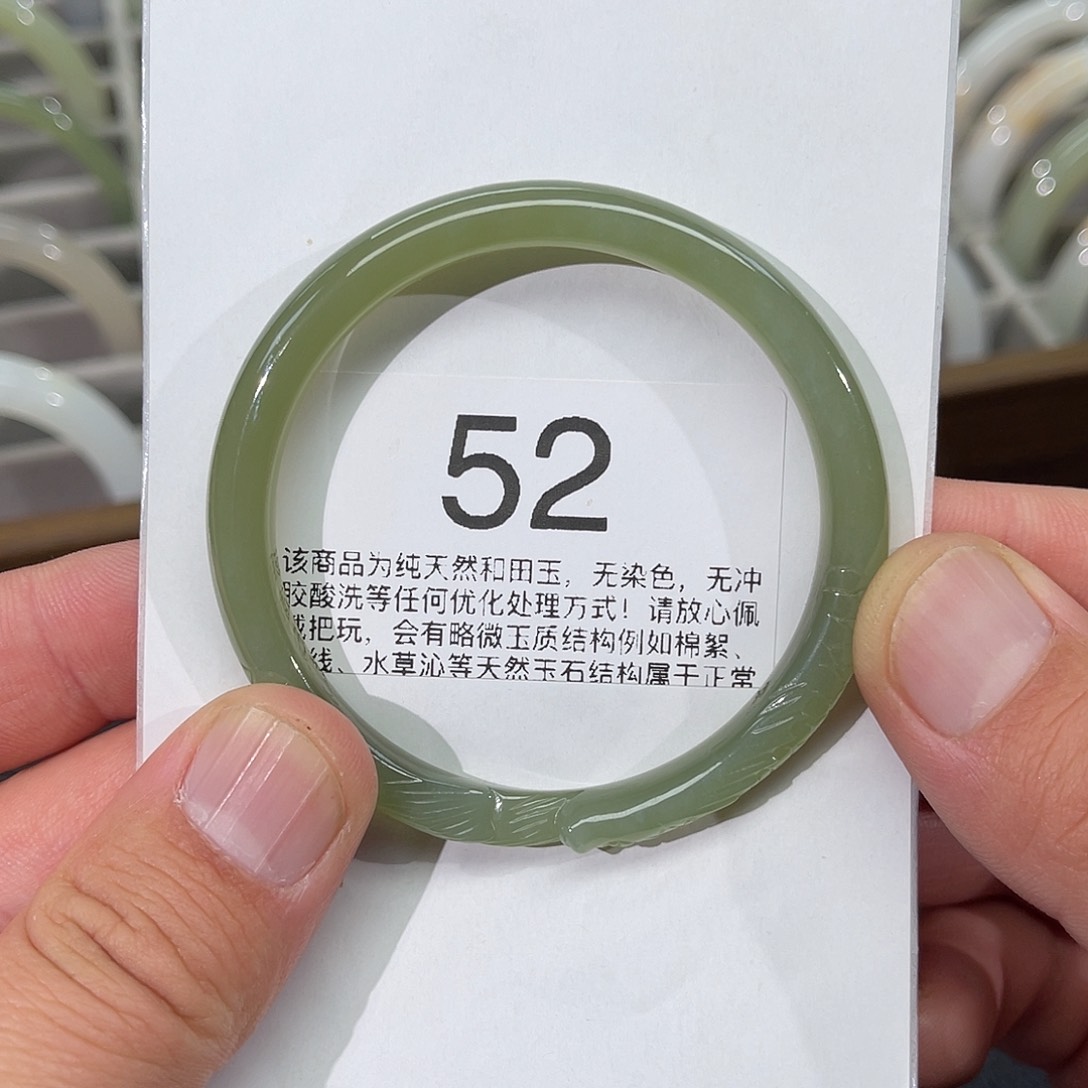 52
该商品为纯天然和田玉，无染色，无冲
胶酸洗等任何优化处理方式！请放心佩
戴把玩，会有略微玉质结构例如棉絮、
线、水草沁等天然玉石结构属于正常